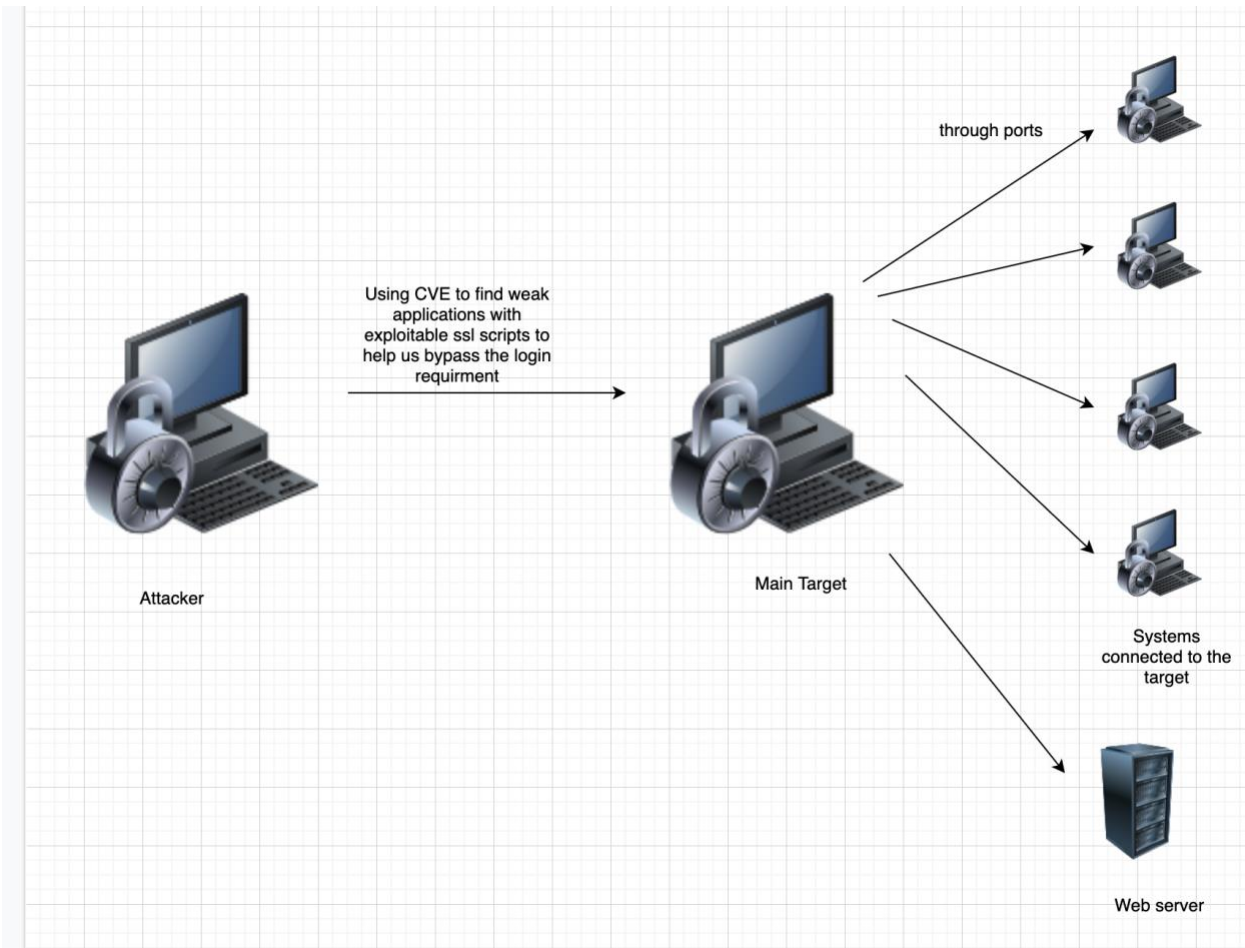 through ports
Using CVE to find weak
applications with
exploitable ssl scripts to
help us bypass the login
requirment
Attacker
Main Target
Systems
connected to the
target
Web server